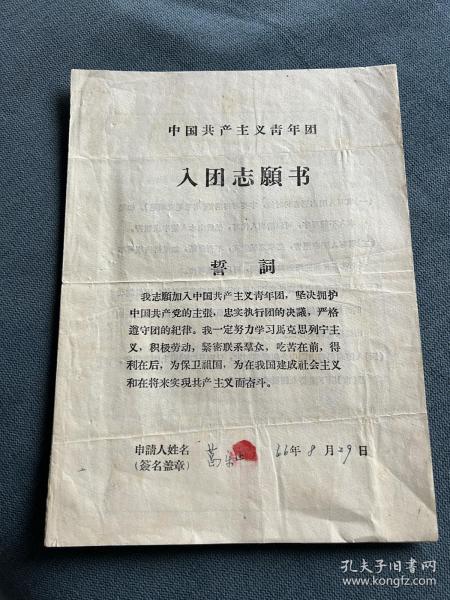 中国共产主义青年团
入团志願书
誓 詞
我志願加入中国共产主义青年团，坚决拥护
中国共产党的主张，忠实执行团的决議，严格
遵守团的紀律。我一定努力学习馬克思列宁主
义，积极劳动，紧密联系羣众，吃苦在前，得
利在后，为保卫祖国，为在我国建成社会主义
和在将来实現共产主义而奋斗。
申請人姓名
(簽名盖章)
葛
66年8月29日
孔夫子旧书网
www.kongfz.com